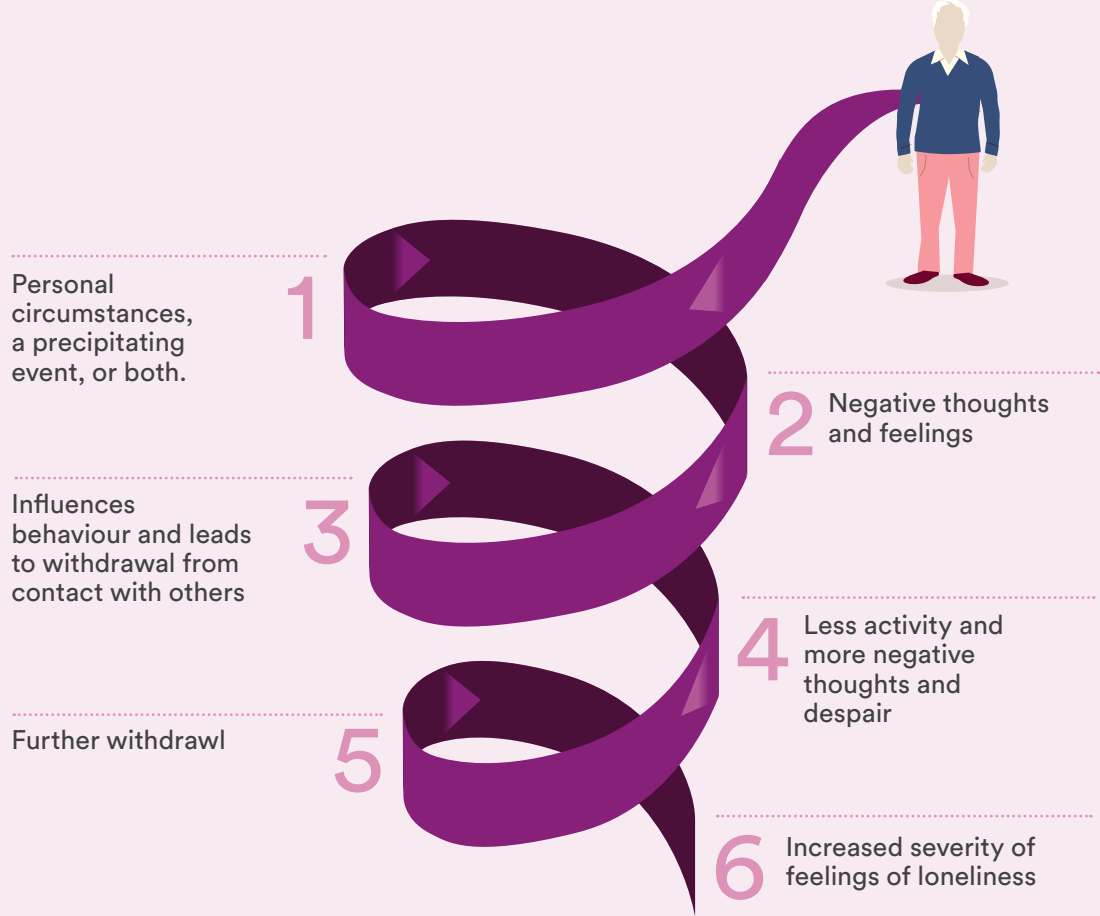 1
Personal
circumstances,
a precipitating
event, or both.
2
Negative thoughts
and feelings
3
Influences
behaviour and leads
to withdrawal from
contact with others
4
Less activity and
more negative
thoughts and
despair
5
Further withdrawl
6
Increased severity of
feelings of loneliness